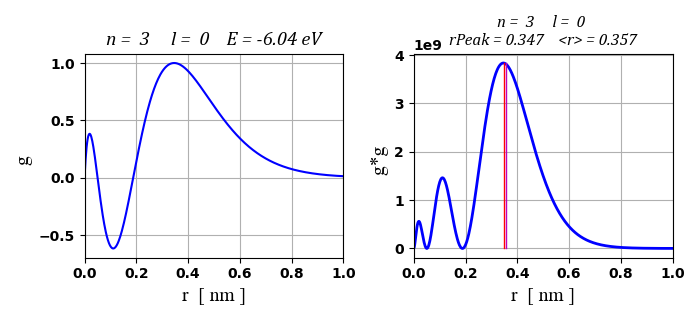 n = 3 l = 0 E = -6.04 eV
g
1.0
0.5
0.0
−0.5
0.0 0.2 0.4 0.6 0.8 1.0
r [ nm ]
n = 3 l = 0
rPeak = 0.347 <r> = 0.357
1e9
g*g
4
3
2
1
0
0.0 0.2 0.4 0.6 0.8 1.0
r [ nm ]